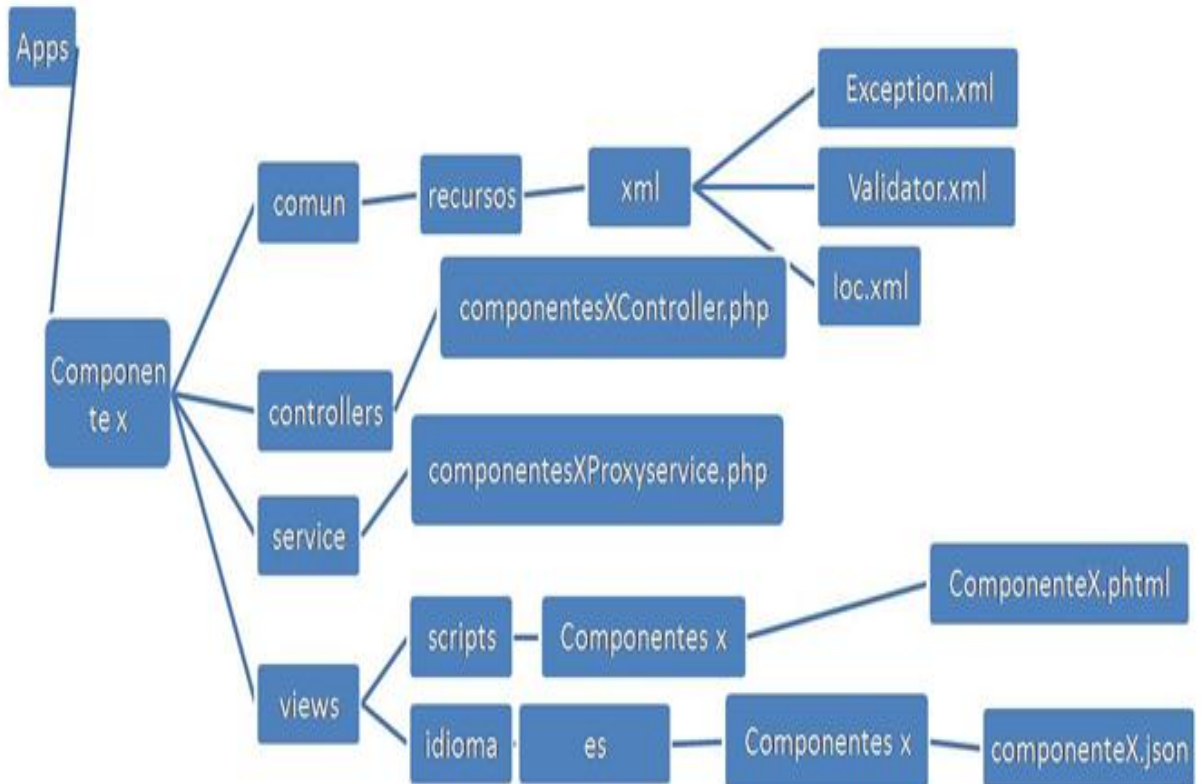 Apps
Exception.xml
comun
recursos
xml
Validator.xml
Ioc.xml
componentesXController.php
Componen
te x
controllers
componentesXProxyservice.php
service
ComponenteX.phtml
scripts
Componentes x
views
idioma
es
Componentes x
componenteX.json